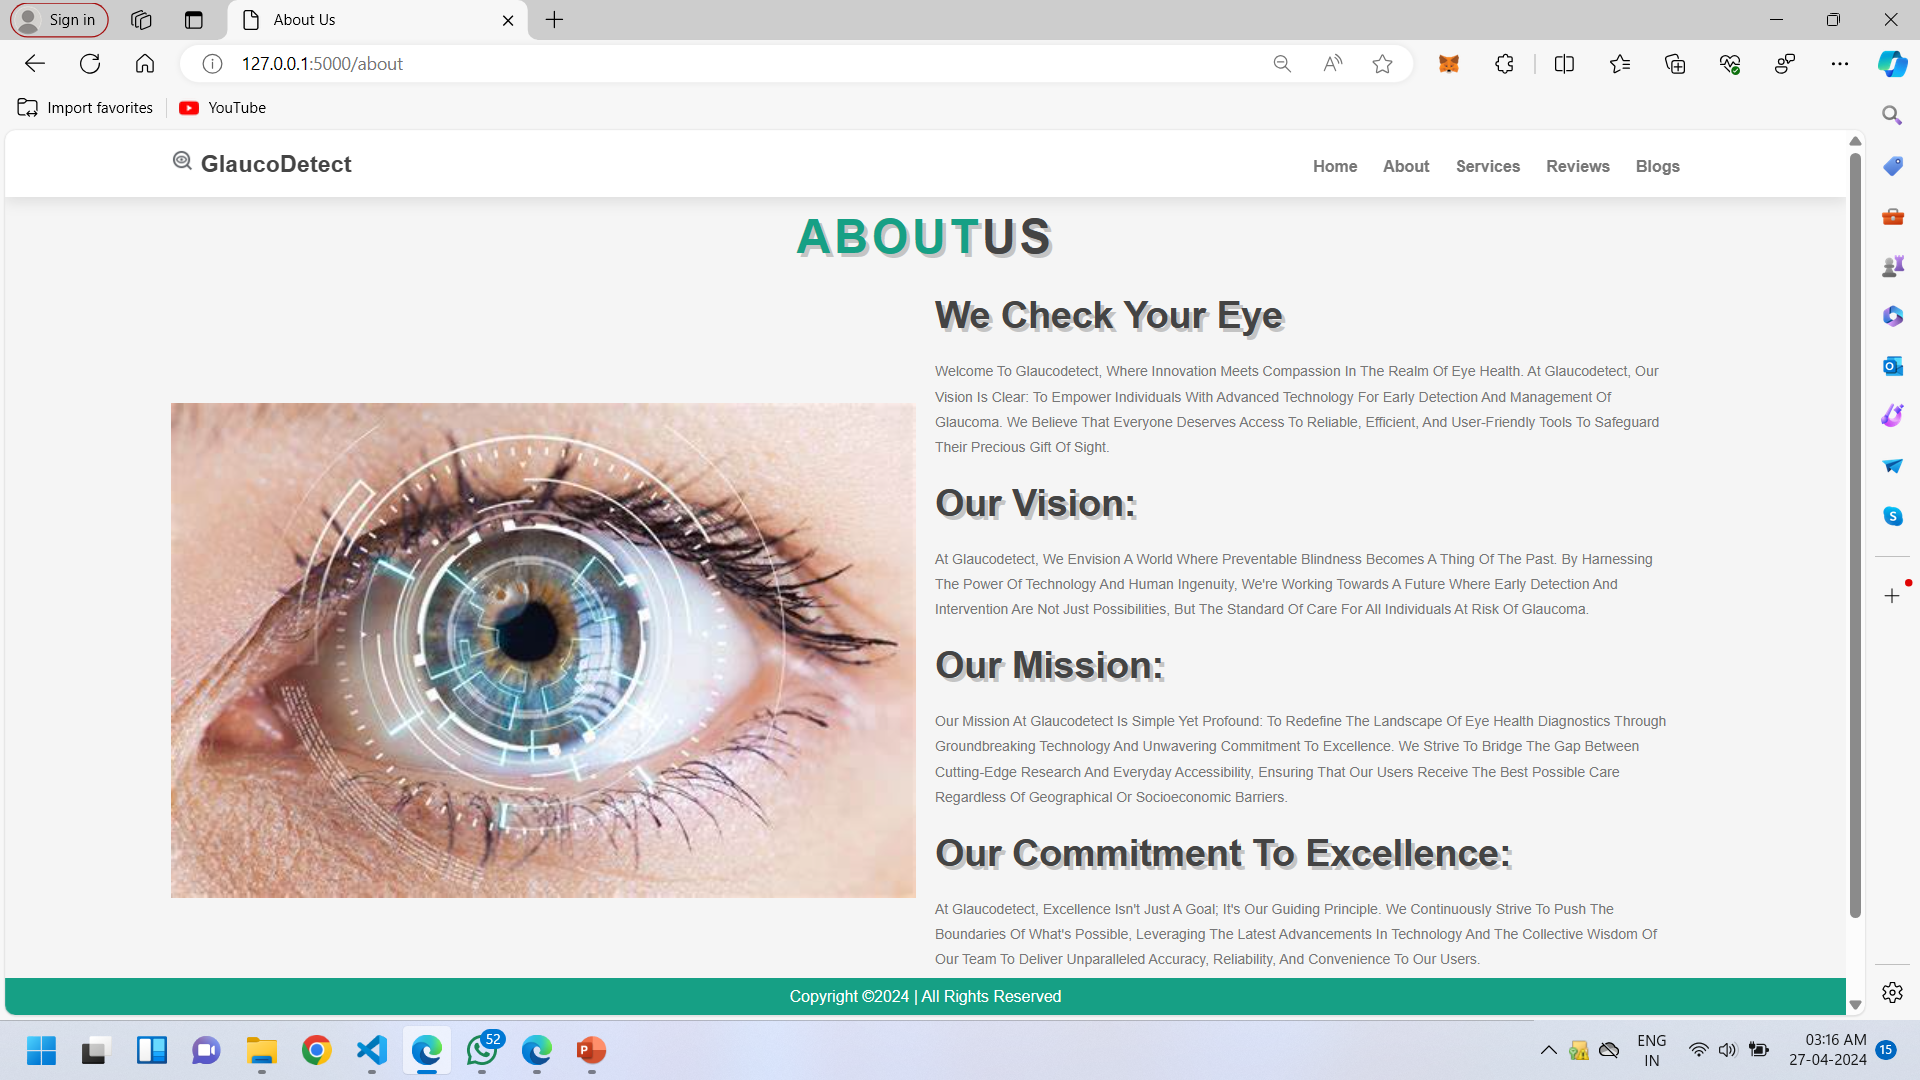 Sign in
About Us
127.0.0.1:5000/about
Import favorites
YouTube
GlaucoDetect
Home
About
Services
Reviews
Blogs
ABOUTUS
We Check Your Eye
Welcome To Glaucodetect, Where Innovation Meets Compassion In The Realm Of Eye Health. At Glaucodetect, Our
Vision Is Clear: To Empower Individuals With Advanced Technology For Early Detection And Management Of
Glaucoma. We Believe That Everyone Deserves Access To Reliable, Efficient, And User-Friendly Tools To Safeguard
Their Precious Gift Of Sight.
Our Vision:
At Glaucodetect, We Envision A World Where Preventable Blindness Becomes A Thing Of The Past. By Harnessing
The Power Of Technology And Human Ingenuity, We're Working Towards A Future Where Early Detection And
Intervention Are Not Just Possibilities, But The Standard Of Care For All Individuals At Risk Of Glaucoma.
Our Mission:
Our Mission At Glaucodetect Is Simple Yet Profound: To Redefine The Landscape Of Eye Health Diagnostics Through
Groundbreaking Technology And Unwavering Commitment To Excellence. We Strive To Bridge The Gap Between
Cutting-Edge Research And Everyday Accessibility, Ensuring That Our Users Receive The Best Possible Care
Regardless Of Geographical Or Socioeconomic Barriers.
Our Commitment To Excellence:
At Glaucodetect, Excellence Isn't Just A Goal; It's Our Guiding Principle. We Continuously Strive To Push The
Boundaries Of What's Possible, Leveraging The Latest Advancements In Technology And The Collective Wisdom Of
Our Team To Deliver Unparalleled Accuracy, Reliability, And Convenience To Our Users.
Copyright ©2024 | All Rights Reserved
52
ENG
IN
03:16 AM
27-04-2024
15